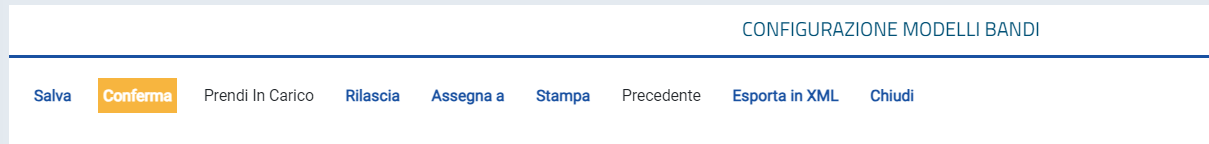 CONFIGURAZIONE MODELLI BANDI
Salva Conferma Prendi In Carico Rilascia Assegna a Stampa Precedente Esporta in XML Chiudi